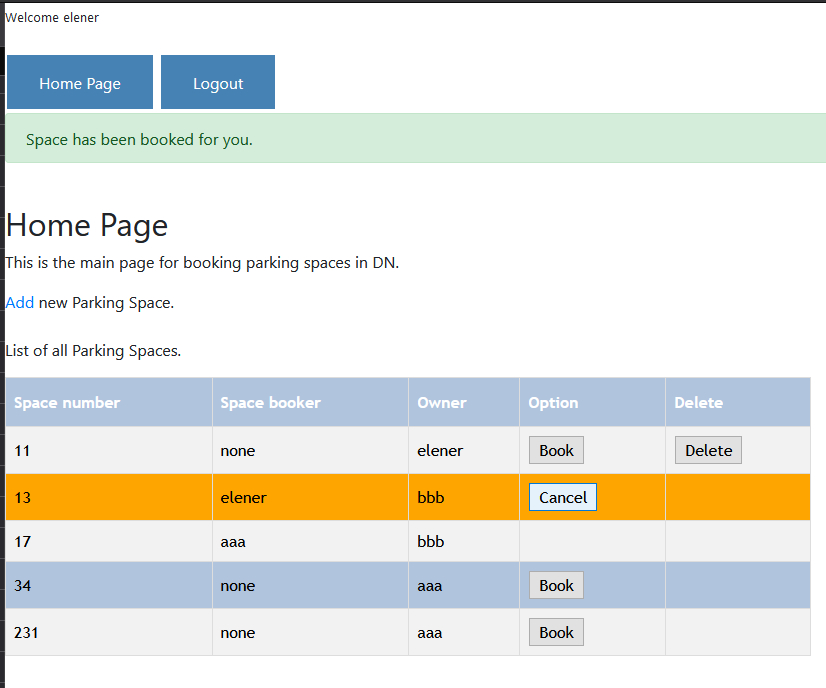 Welcome elener
Home Page Logout
Space has been booked for you.
Home Page
This is the main page for booking parking spaces in DN.
Add new Parking Space.
List of all Parking Spaces.
Space number Space booker Owner Option Delete
11 none elener Book Delete
13 elener bbb Cancel
17 aaa bbb
34 none aaa Book
231 none aaa Book